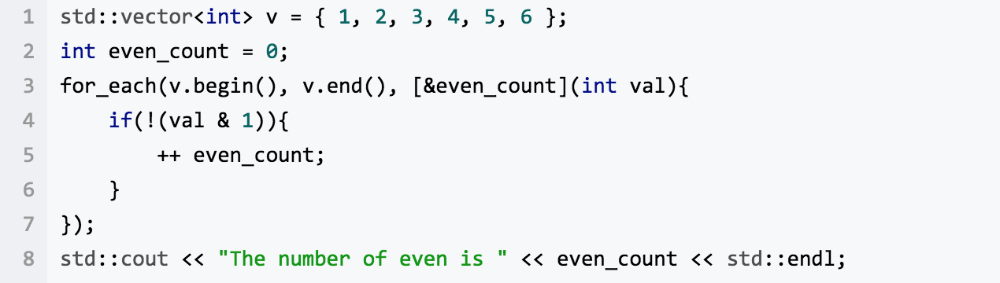 1 std::vector<int> v = { 1, 2, 3, 4, 5, 6 };
2 int even_count = 0;
3 for_each(v.begin(), v.end(), [&even_count](int val){
4     if(!(val & 1)){
5         ++ even_count;
6     }
7 });
8 std::cout << "The number of even is " << even_count << std::endl;